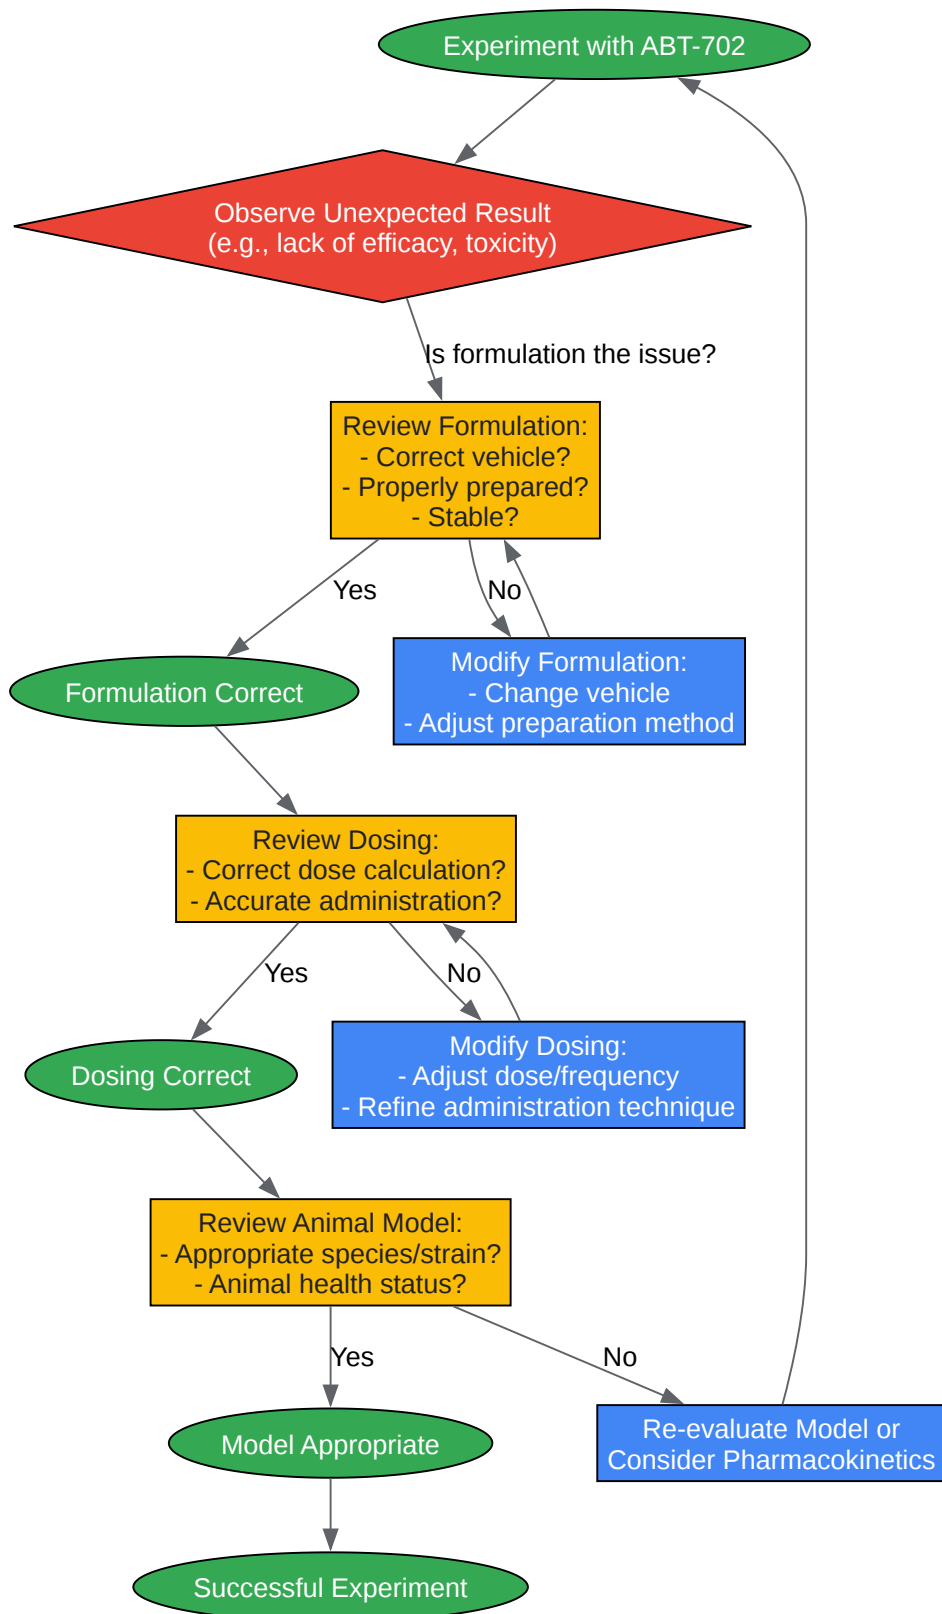 Experiment with ABT-702
Observe Unexpected Result
(e.g., lack of efficacy, toxicity)
Is formulation the issue?
Review Formulation:
- Correct vehicle?
- Properly prepared?
- Stable?
Yes
No
Modify Formulation:
- Change vehicle
- Adjust preparation method
Formulation Correct
Review Dosing:
- Correct dose calculation?
- Accurate administration?
Yes
No
Modify Dosing:
- Adjust dose/frequency
- Refine administration technique
Dosing Correct
Review Animal Model:
- Appropriate species/strain?
- Animal health status?
Yes
No
Model Appropriate
Re-evaluate Model or
Consider Pharmacokinetics
Successful Experiment